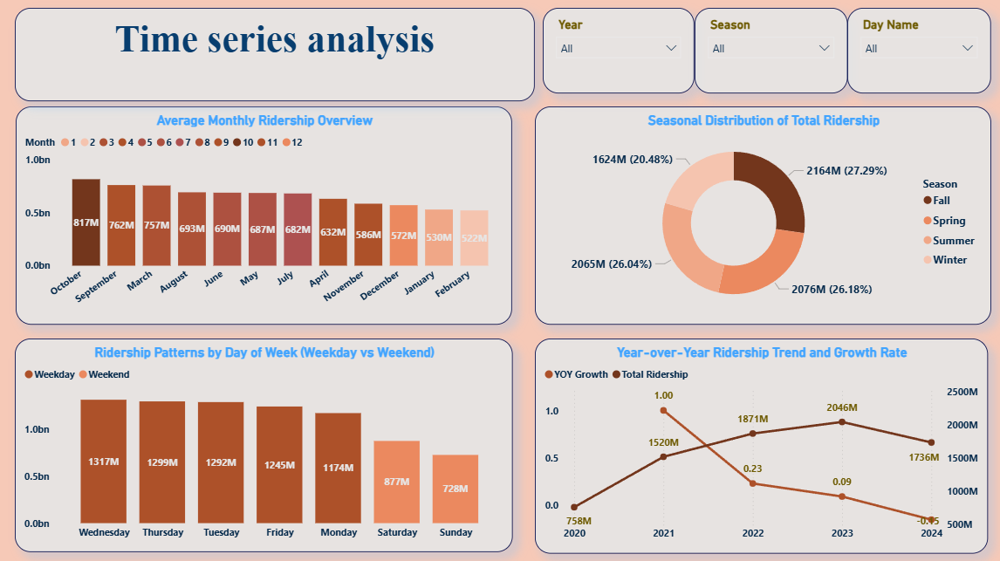 Time series analysis
Year
All
Season
All
Day Name
All
Average Monthly Ridership Overview
Month 1 2 3 4 5 6 7 8 9 10 11 12
1.0bn
0.5bn
0.0bn
817M 762M 757M 693M 690M 687M 682M 632M 586M 572M 530M 522M
October September March August June May July April November December January February
Seasonal Distribution of Total Ridership
1624M (20.48%)
2164M (27.29%)
2065M (26.04%)
2076M (26.18%)
Season
Fall
Spring
Summer
Winter
Ridership Patterns by Day of Week (Weekday vs Weekend)
Weekday Weekend
1.0bn
0.5bn
0.0bn
1317M 1299M 1292M 1245M 1174M 877M 728M
Wednesday Thursday Tuesday Friday Monday Saturday Sunday
Year-over-Year Ridership Trend and Growth Rate
YOY Growth Total Ridership
1.0
0.5
0.0
1.00
0.23
0.09
-0.15
758M
1520M
1871M
2046M
1736M
2500M
2000M
1500M
1000M
500M
2020 2021 2022 2023 2024